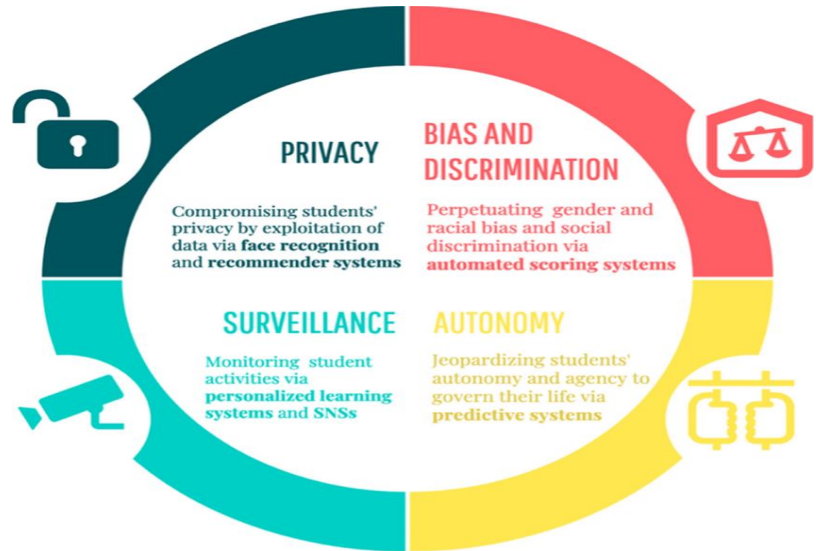 PRIVACY
Compromising students'
privacy by exploitation of
data via face recognition
and recommender systems
BIAS AND
DISCRIMINATION
Perpetuating gender and
racial bias and social
discrimination via
automated scoring systems
SURVEILLANCE
Monitoring student
activities via
personalized learning
systems and SNSs
AUTONOMY
Jeopardizing students'
autonomy and agency to
govern their life via
predictive systems